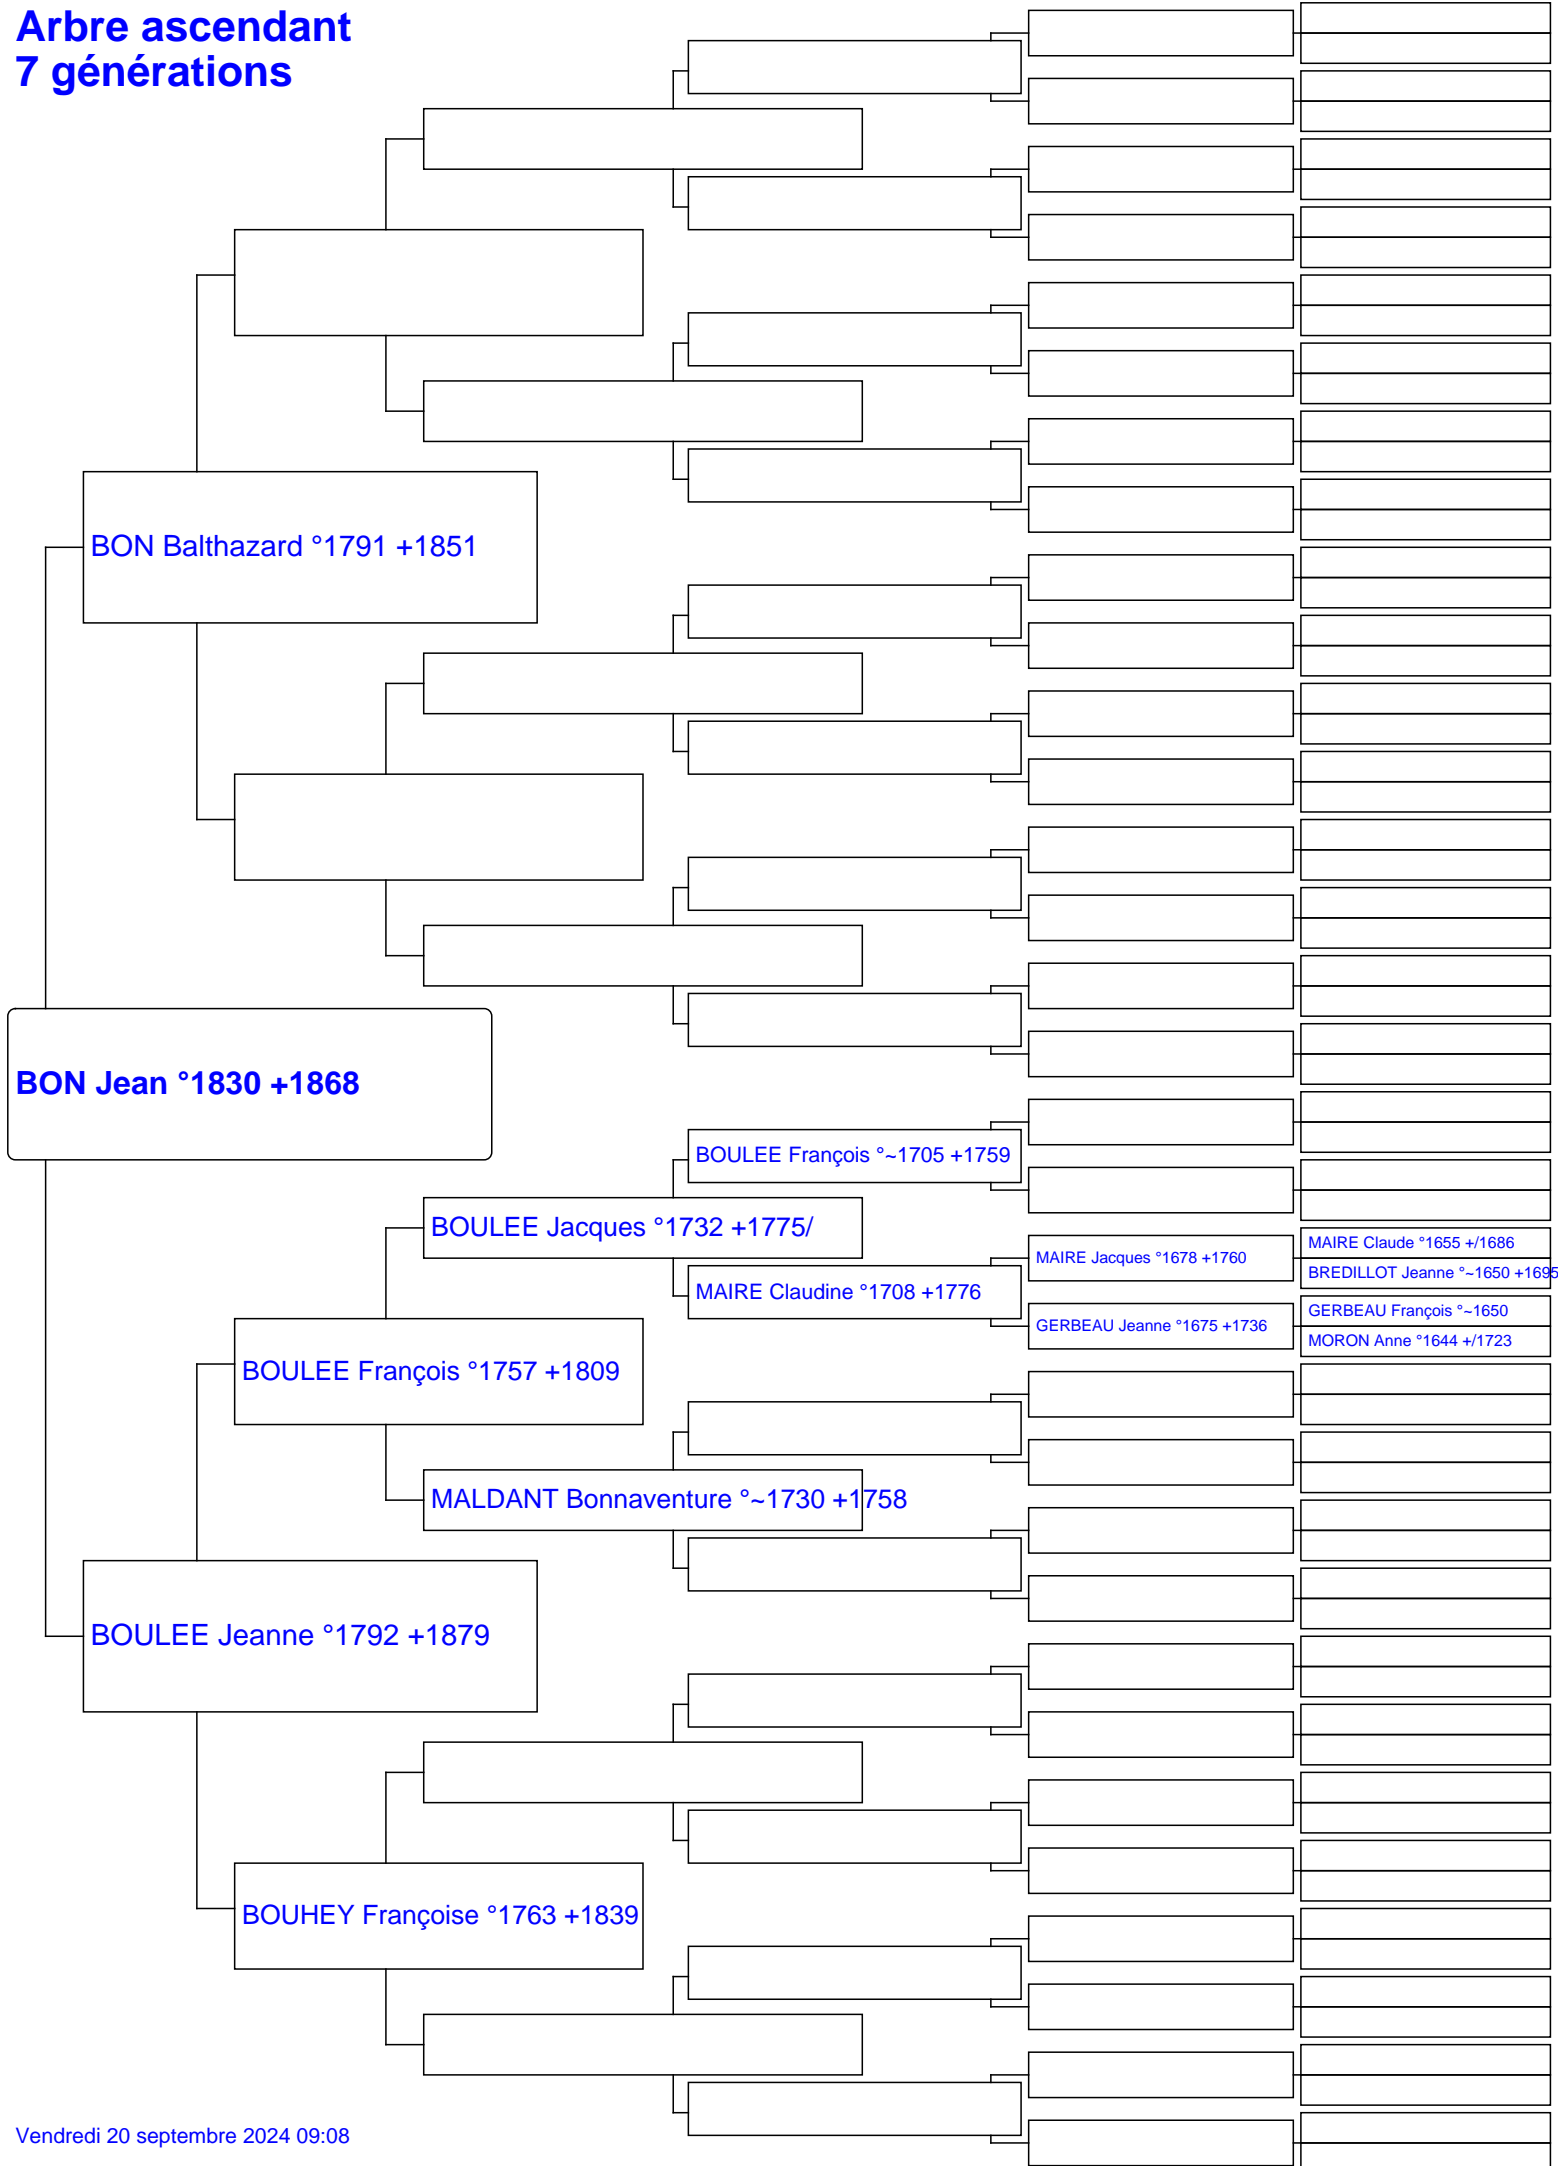 Arbre ascendant
7 générations
BON Balthazard °1791 +1851
BON Jean °1830 +1868
BOULEE François °~1705 +1759
BOULEE Jacques °1732 +1775/
MAIRE Claude °1655 +/1686
MAIRE Jacques °1678 +1760
BREDILLOT Jeanne °~1650 +1695
MAIRE Claudine °1708 +1776
GERBEAU François °~1650
GERBEAU Jeanne °1675 +1736
MORON Anne °1644 +/1723
BOULEE François °1757 +1809
MALDANT Bonnaventure °~1730 +1758
BOULEE Jeanne °1792 +1879
BOUHEY Françoise °1763 +1839
Vendredi 20 septembre 2024 09:08